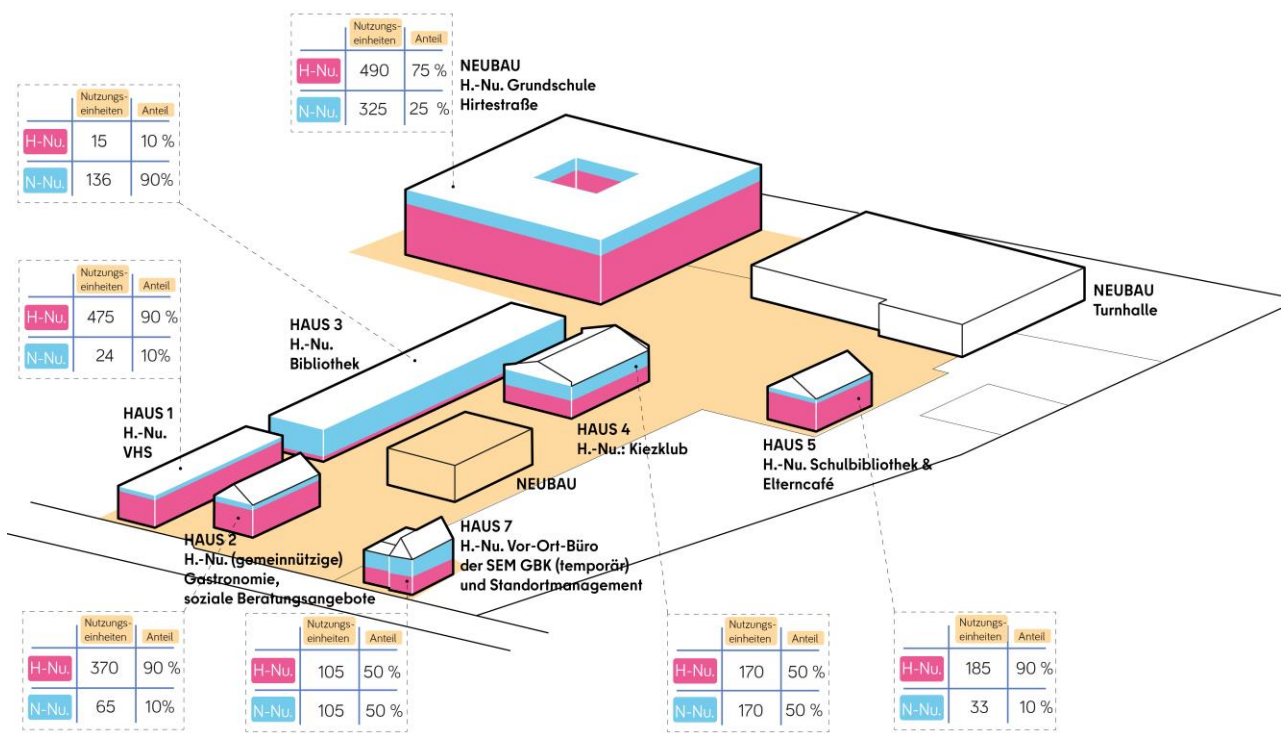 Nutzungs-
einheiten
Anteil
H-Nu. 490 75 %
N-Nu. 325 25 %
NEUBAU
H.-Nu. Grundschule
Hirtestraße
Nutzungs-
einheiten
Anteil
H-Nu. 15 10 %
N-Nu. 136 90%
Nutzungs-
einheiten
Anteil
H-Nu. 475 90 %
N-Nu. 24 10%
NEUBAU
Turnhalle
HAUS 3
H.-Nu.
Bibliothek
HAUS 1
H.-Nu.
VHS
HAUS 4
H.-Nu.: Kiezklub
HAUS 5
H.-Nu. Schulbibliothek &
Elterncafé
NEUBAU
HAUS 2
H.-Nu. (gemeinnützige)
Gastronomie,
soziale Beratungsangebote
HAUS 7
H.-Nu. Vor-Ort-Büro
der SEM GBK (temporär)
und Standortmanagement
Nutzungs-
einheiten
Anteil
H-Nu. 370 90 %
N-Nu. 65 10%
Nutzungs-
einheiten
Anteil
H-Nu. 105 50 %
N-Nu. 105 50 %
Nutzungs-
einheiten
Anteil
H-Nu. 170 50 %
N-Nu. 170 50 %
Nutzungs-
einheiten
Anteil
H-Nu. 185 90 %
N-Nu. 33 10 %